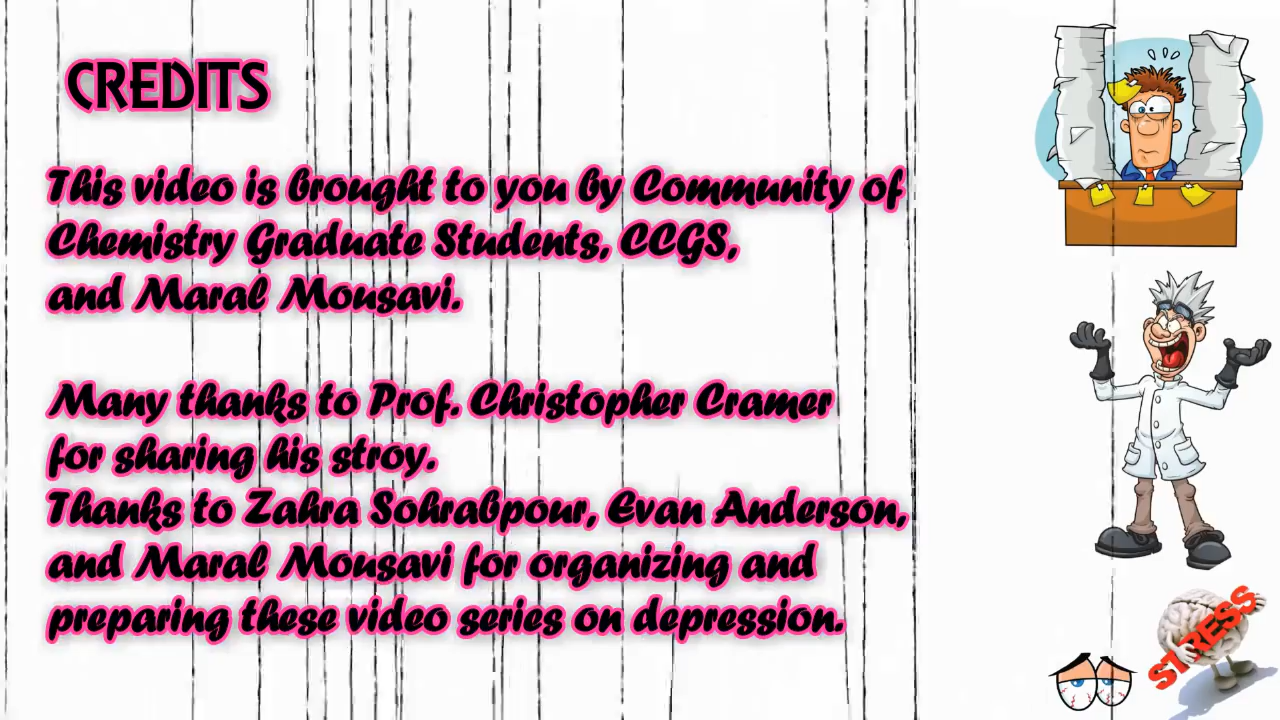 CREDITS
This video is brought to you by Community of
Chemistry Graduate Students, CCGS,
and Maral Mousavi.
Many thanks to Prof. Christopher Cramer
for sharing his stroy.
Thanks to Zahra Sohrabpour, Evan Anderson,
and Maral Mousavi for organizing and
preparing these video series on depression.
STRESS